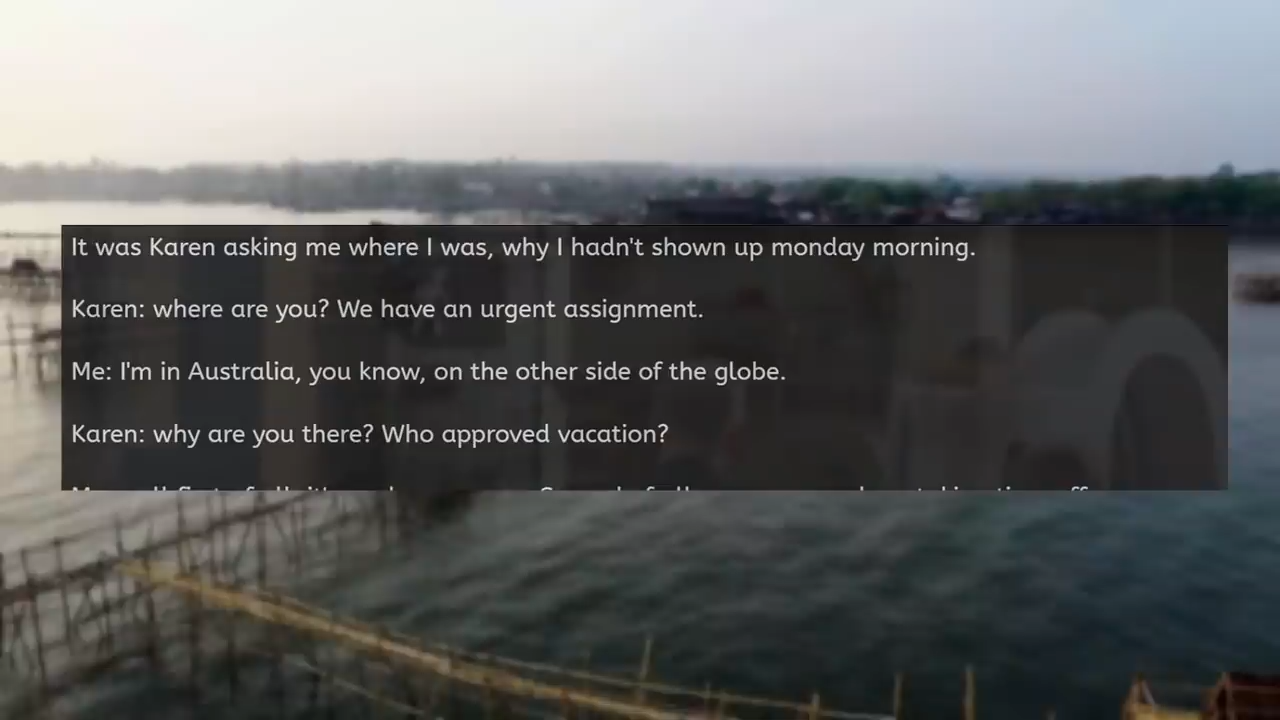 It was Karen asking me where I was, why I hadn't shown up monday morning.
Karen: where are you? We have an urgent assignment.
Me: I'm in Australia, you know, on the other side of the globe.
Karen: why are you there? Who approved vacation?